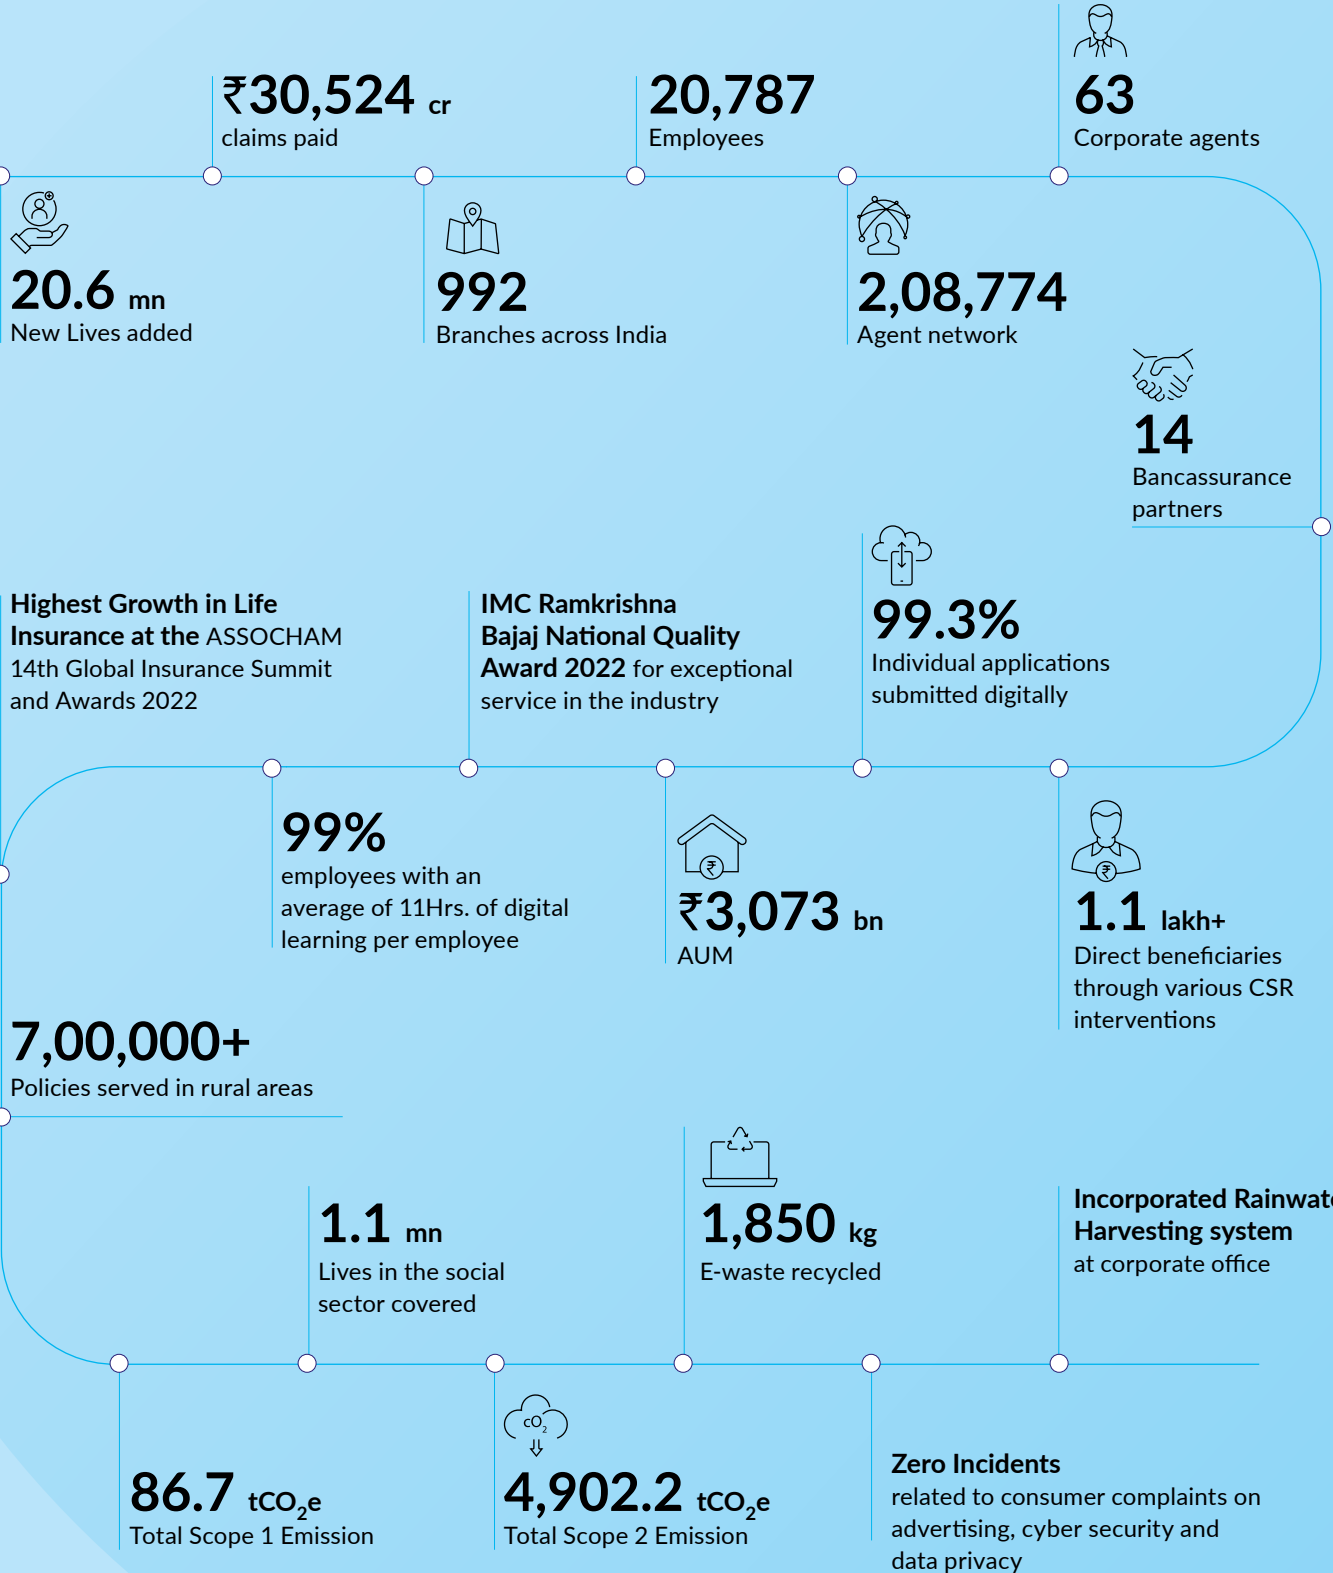 ₹30,524 cr
claims paid
20,787
Employees
63
Corporate agents
20.6 mn
New Lives added
992
Branches across India
2,08,774
Agent network
14
Bancassurance
partners
99.3%
Individual applications
submitted digitally
IMC Ramkrishna
Bajaj National Quality
Award 2022 for exceptional
service in the industry
Highest Growth in Life
Insurance at the ASSOCHAM
14th Global Insurance Summit
and Awards 2022
₹
1.1 lakh+
Direct beneficiaries
through various CSR
interventions
₹
₹3,073 bn
AUM
99%
employees with an
average of 11Hrs. of digital
learning per employee
7,00,000+
Policies served in rural areas
1.1 mn
Lives in the social
sector covered
1,850 kg
E-waste recycled
Incorporated Rainwate
Harvesting system
at corporate office
86.7 tCO2e
Total Scope 1 Emission
cO2
4,902.2 tCO2e
Total Scope 2 Emission
Zero Incidents
related to consumer complaints on
advertising, cyber security and
data privacy